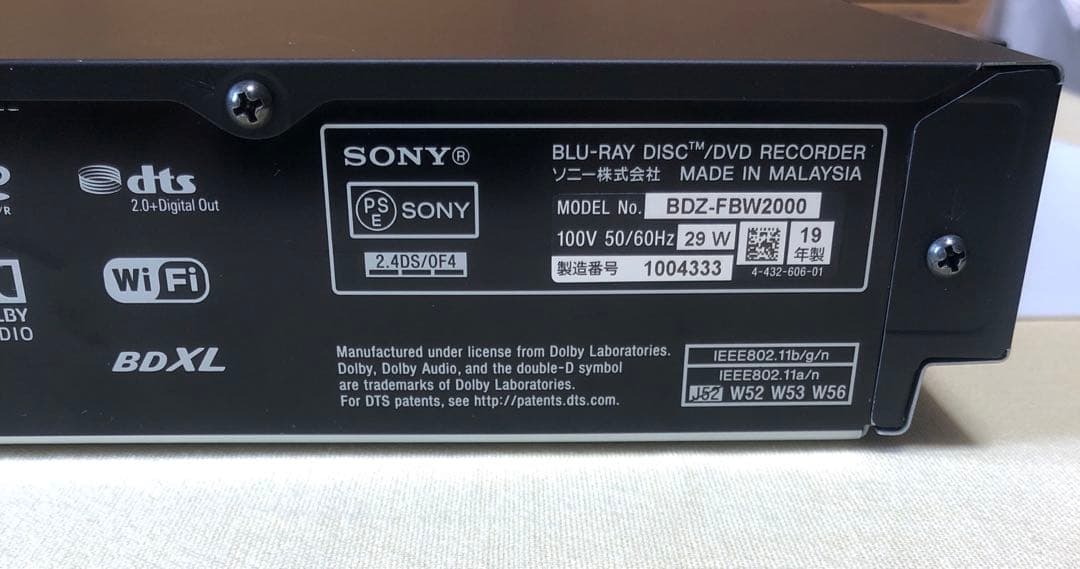 dts
2.0+Digital Out
WiFi
BDXL
SONY®
PSE SONY
2.4DS/OF4
BLU-RAY DISC™/DVD RECORDER
ソニー株式会社 MADE IN MALAYSIA
MODEL No. BDZ-FBW2000
100V 50/60Hz 29 W
19年製
製造番号 1004333
4-432-606-01
Manufactured under license from Dolby Laboratories.
Dolby, Dolby Audio, and the double-D symbol
are trademarks of Dolby Laboratories.
For DTS patents, see http://patents.dts.com.
IEEE802.11b/g/n
IEEE802.11a/n
J52 W52 W53 W56